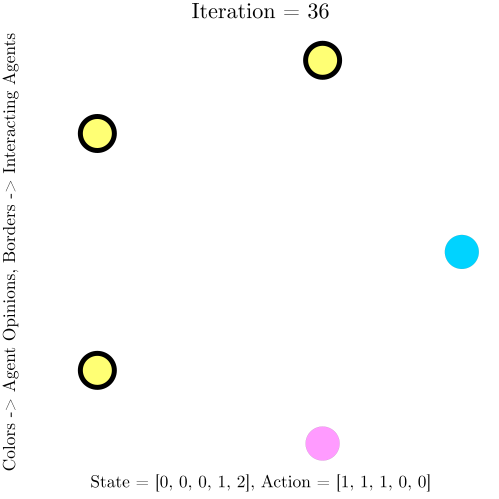 Iteration = 36
Colors -> Agent Opinions, Borders -> Interacting Agents
State = [0, 0, 0, 1, 2], Action = [1, 1, 1, 0, 0]